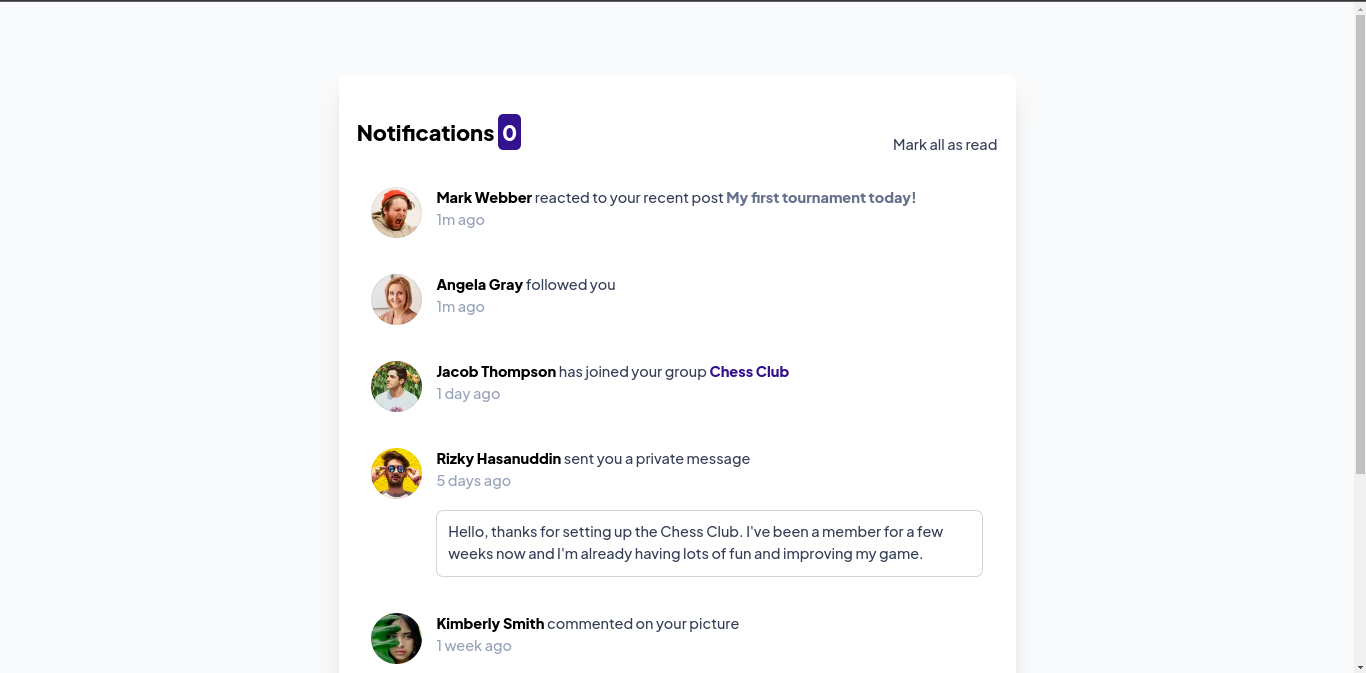 Notifications 0
Mark all as read
Mark Webber reacted to your recent post My first tournament today!
1m ago
Angela Gray followed you
1m ago
Jacob Thompson has joined your group Chess Club
1 day ago
Rizky Hasanuddin sent you a private message
5 days ago
Hello, thanks for setting up the Chess Club. I've been a member for a few
weeks now and I'm already having lots of fun and improving my game.
Kimberly Smith commented on your picture
1 week ago